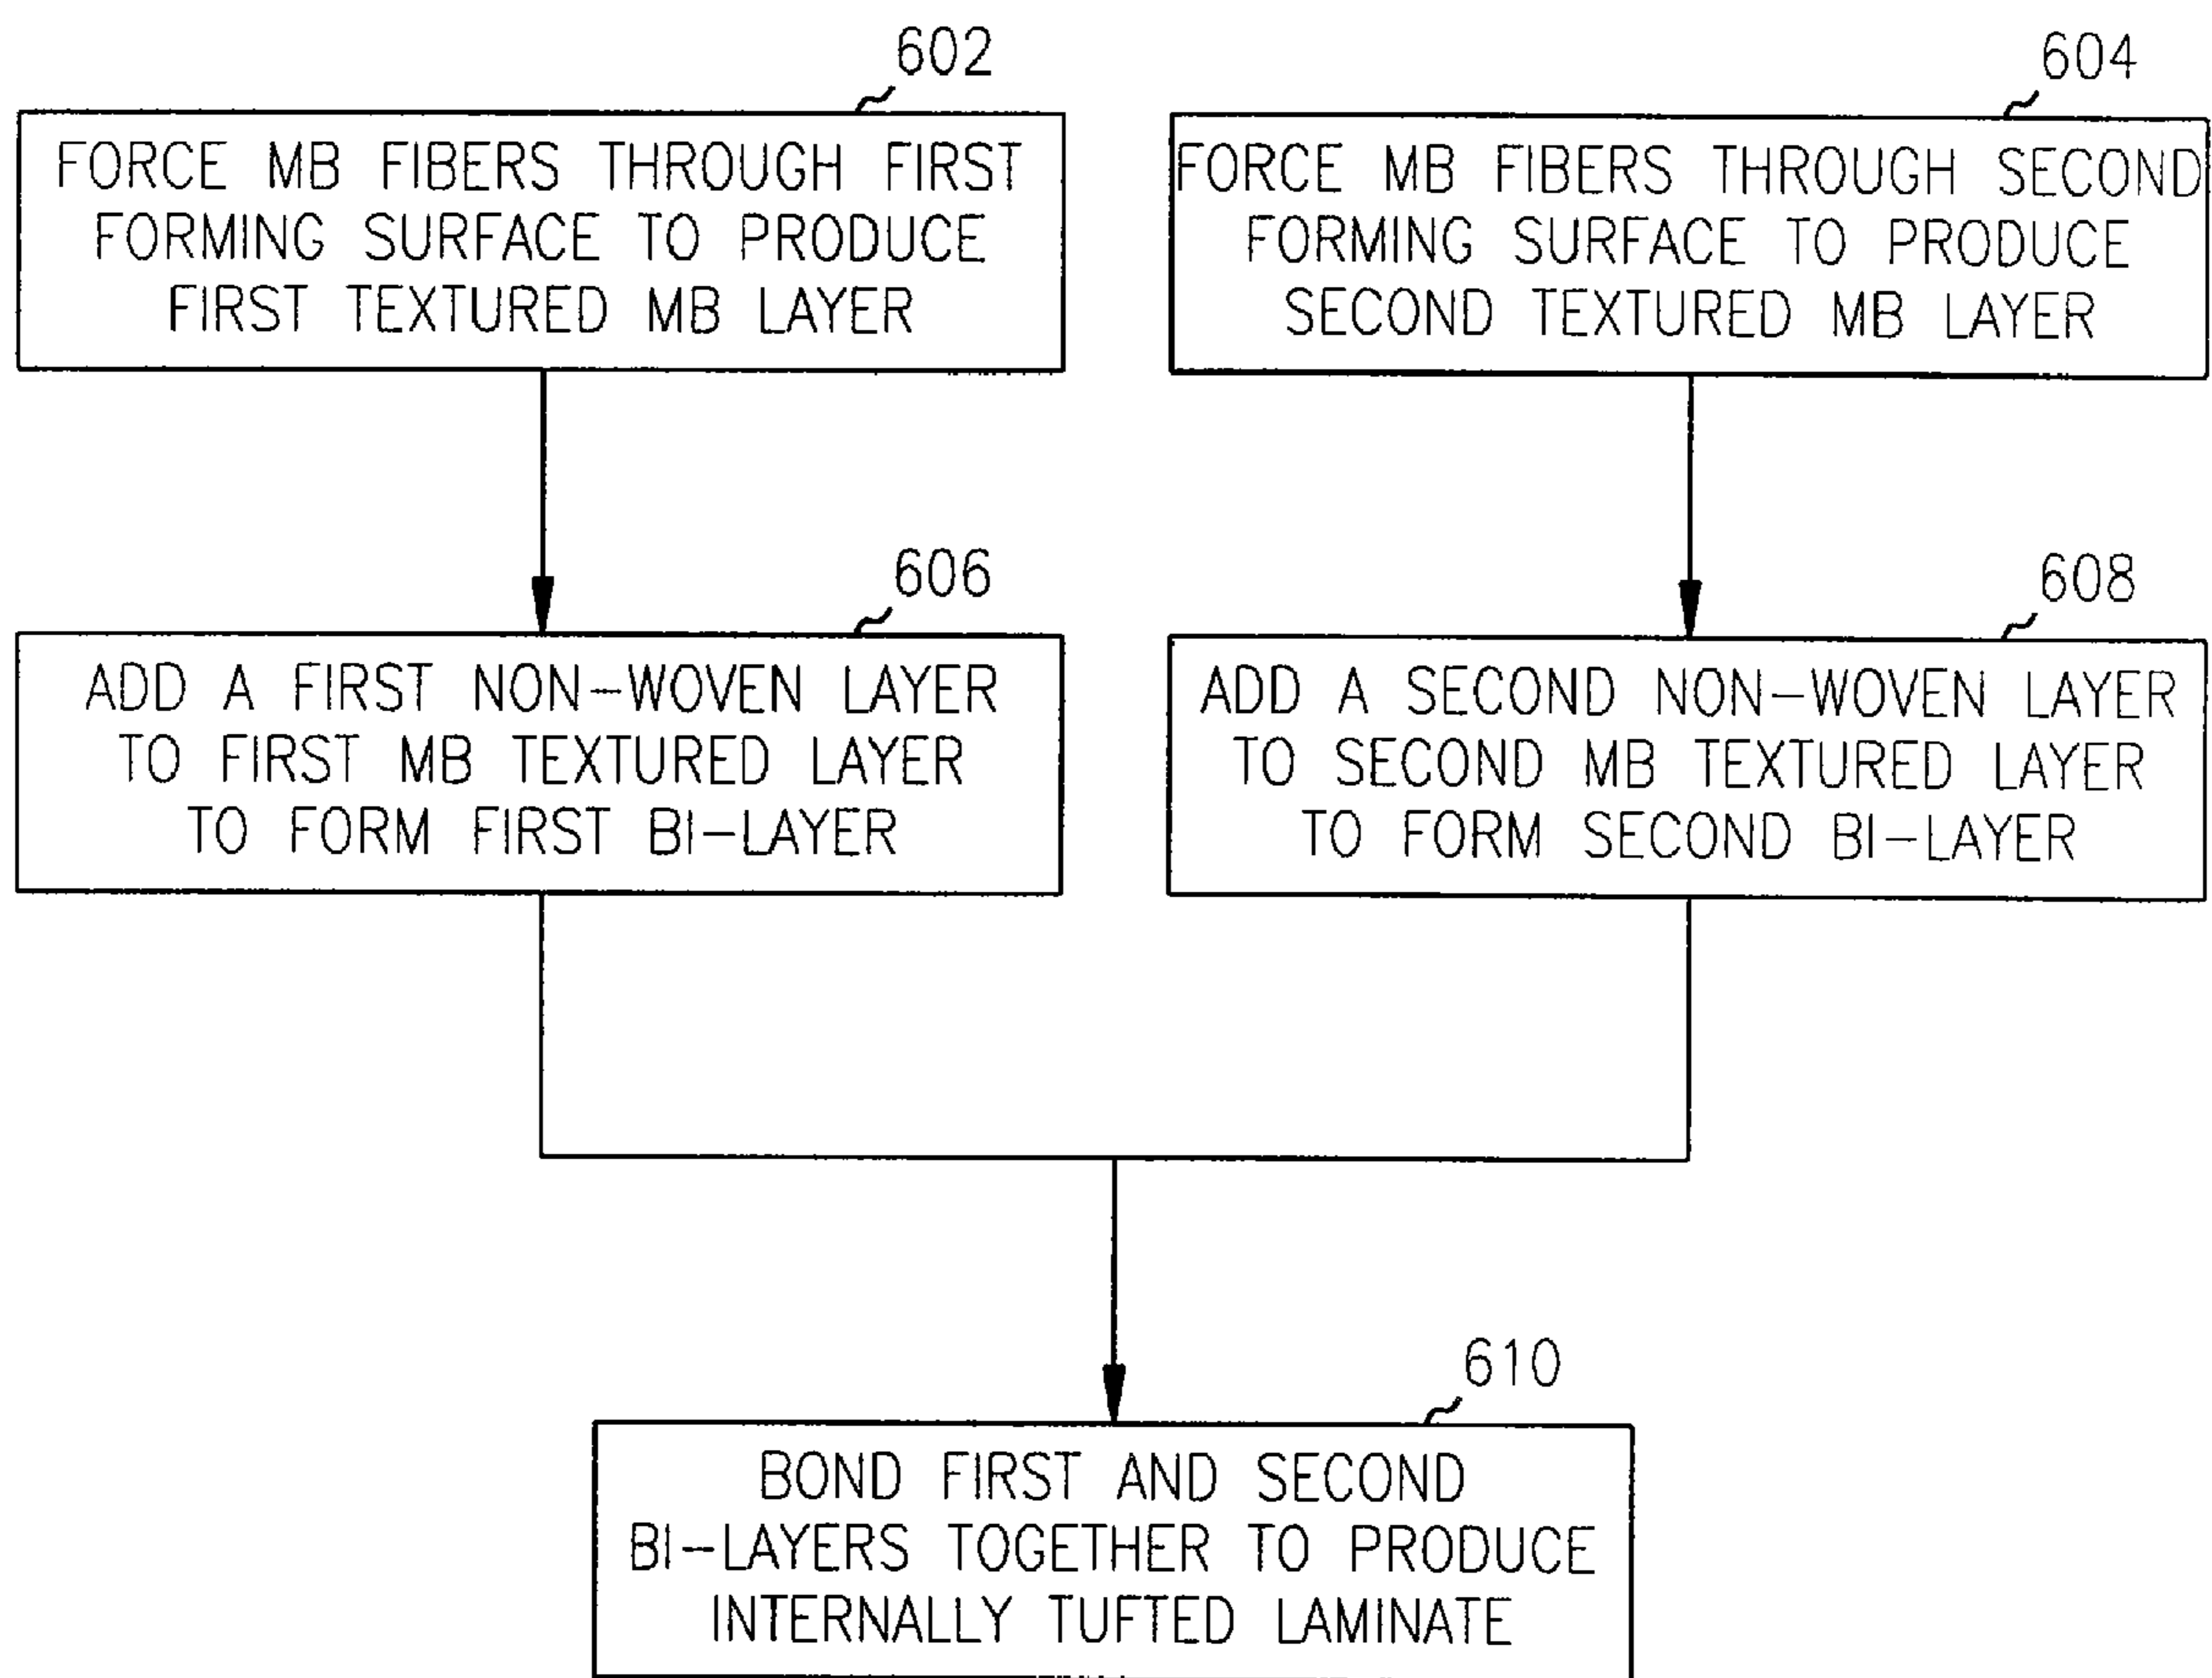 602
FORCE MB FIBERS THROUGH FIRST
FORMING SURFACE TO PRODUCE
FIRST TEXTURED MB LAYER
604
FORCE MB FIBERS THROUGH SECOND
FORMING SURFACE TO PRODUCE
SECOND TEXTURED MB LAYER
606
ADD A FIRST NON-WOVEN LAYER
TO FIRST MB TEXTURED LAYER
TO FORM FIRST BI-LAYER
608
ADD A SECOND NON-WOVEN LAYER
TO SECOND MB TEXTURED LAYER
TO FORM SECOND BI-LAYER
610
BOND FIRST AND SECOND
BI-LAYERS TOGETHER TO PRODUCE
INTERNALLY TUFTED LAMINATE